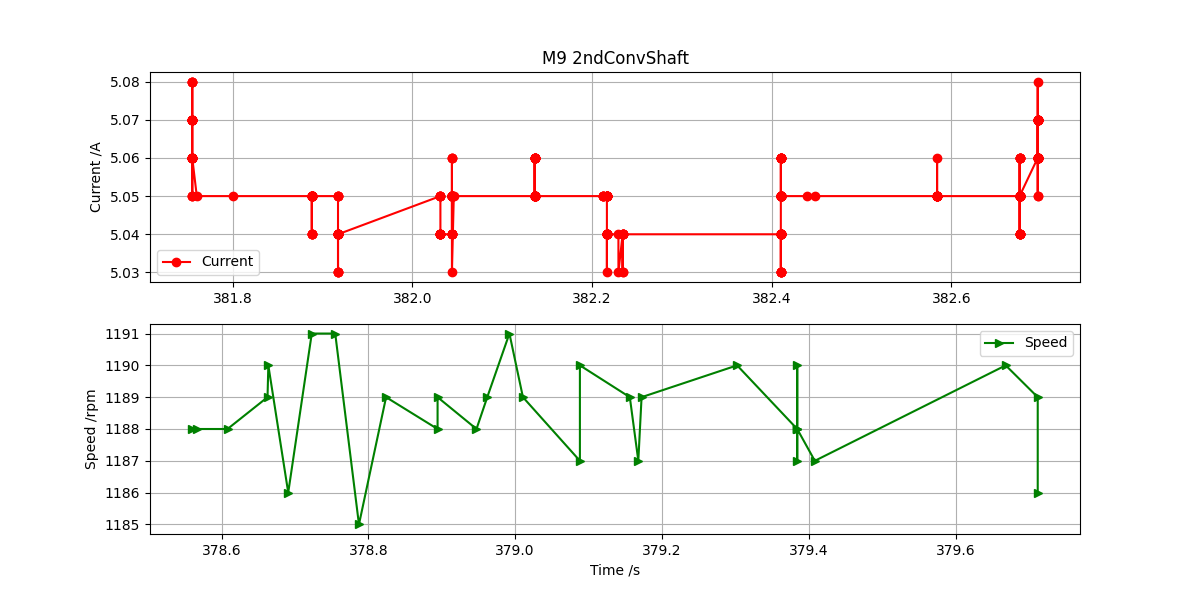 M9 2ndConvShaft
5.08
5.07
5.06
5.05
5.04
5.03
Current /A
Current
381.8 382.0 382.2 382.4 382.6
1191
1190
1189
1188
1187
1186
1185
Speed /rpm
Speed
378.6 378.8 379.0 379.2 379.4 379.6
Time /s